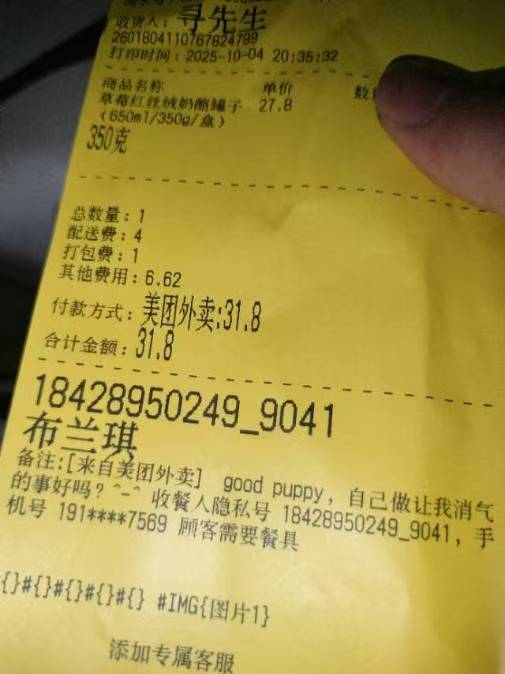 收货人：寻先生
2601804110767824799
打印时间：2025-10-04 20:35:32
商品名称 单价 数
草莓红丝绒奶酪罐子 27.8
（650ml/350g/盒）
350克
总数量：1
配送费：4
打包费：1
其他费用：6.62
付款方式：美团外卖:31.8
合计金额：31.8
18428950249_9041
布兰琪
备注:[来自美团外卖] good puppy，自己做让我消气
的事好吗？^-^ 收餐人隐私号 18428950249_9041，手
机号 191****7569 顾客需要餐具
{}#{}#{}#{}#{} #IMG{图片1}
添加专属客服